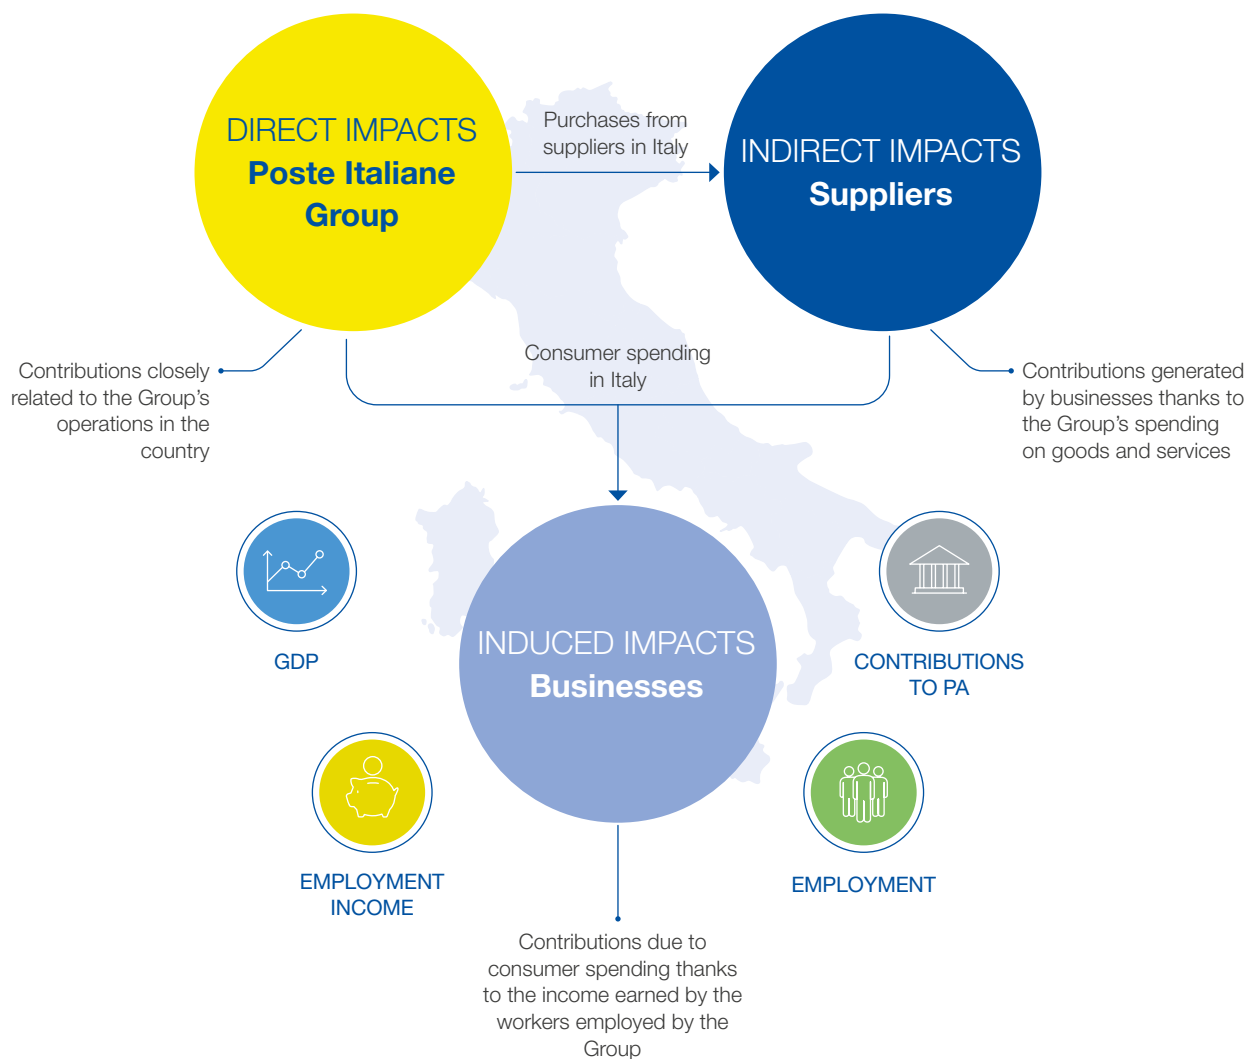 DIRECT IMPACTS
Poste Italiane
Group
Purchases from
suppliers in Italy
INDIRECT IMPACTS
Suppliers
Contributions closely
related to the Group’s
operations in the
country
Consumer spending
in Italy
Contributions generated
by businesses thanks to
the Group’s spending
on goods and services
GDP
INDUCED IMPACTS
Businesses
CONTRIBUTIONS
TO PA
EMPLOYMENT
INCOME
EMPLOYMENT
Contributions due to
consumer spending thanks
to the income earned by the
workers employed by the
Group